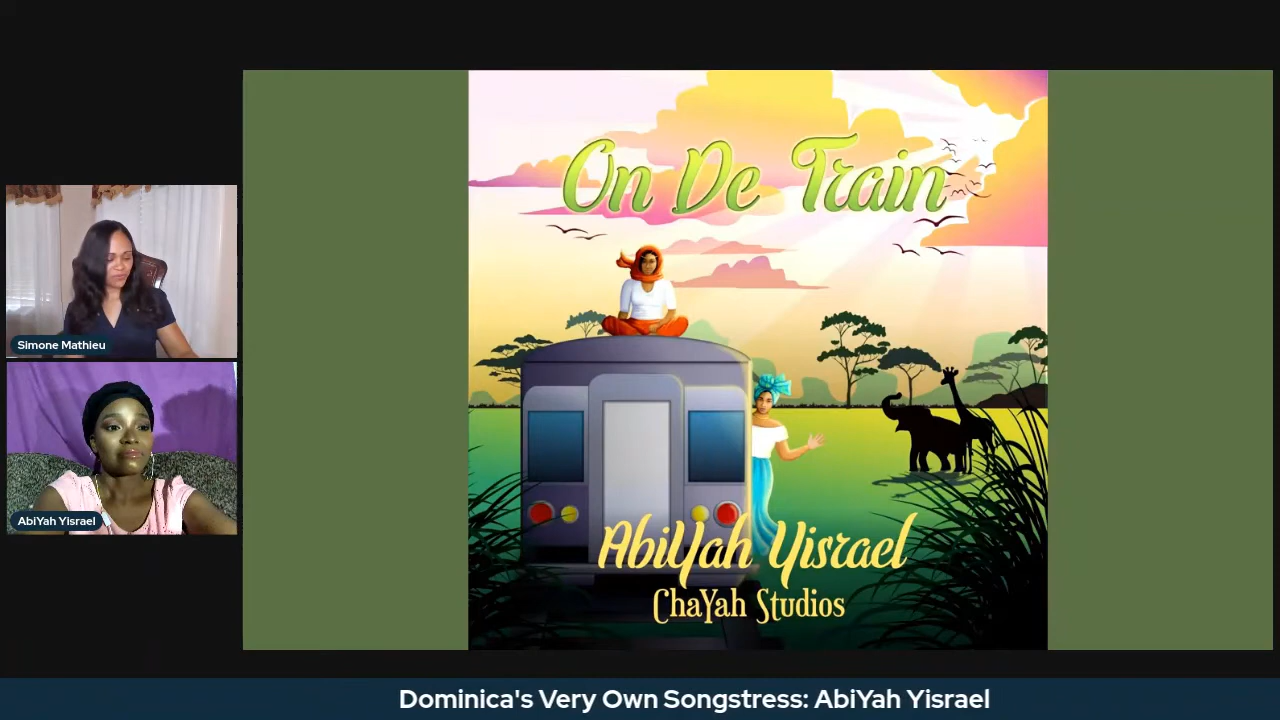 On De Train
Simone Mathieu
AbiYah Yisrael
AbiYah Yisrael
ChaYah Studios
Dominica's Very Own Songstress: AbiYah Yisrael